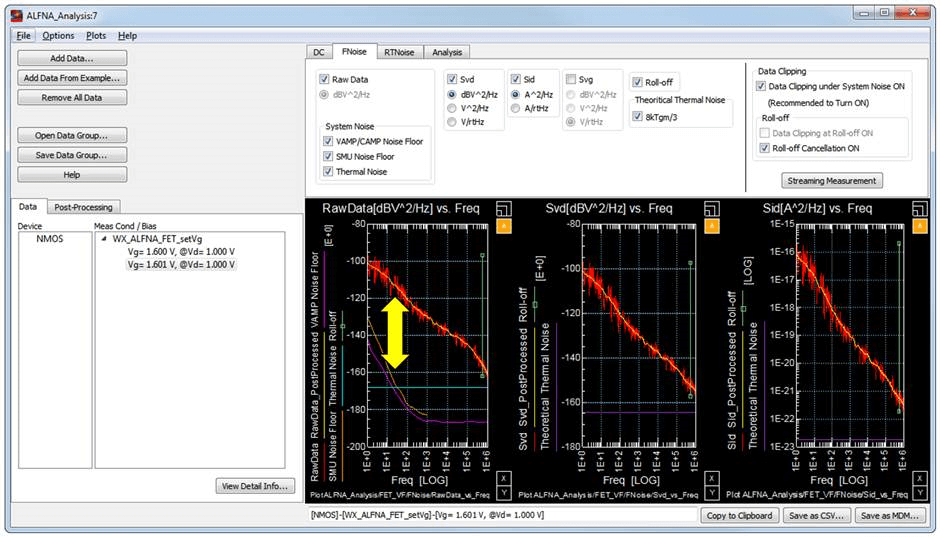 ALFNA_Analysis:7
File Options Plots Help
Add Data...
Add Data From Example...
Remove All Data
Open Data Group...
Save Data Group...
Help
Data Post-Processing
Device
NMOS
Meas Cond / Bias
WX_ALFNA_FET_setVg
Vg= 1.600 V, @Vd= 1.000 V
Vg= 1.601 V, @Vd= 1.000 V
View Detail Info...
DC FNoise RTNoise Analysis
Raw Data
dBV^2/Hz
System Noise
VAMP/CAMP Noise Floor
SMU Noise Floor
Thermal Noise
Svd
dBV^2/Hz
V^2/Hz
V/rtHz
Sid
A^2/Hz
A/rtHz
Svg
dBV^2/Hz
V^2/Hz
V/rtHz
Roll-off
Theoritical Thermal Noise
8kTgm/3
Data Clipping
Data Clipping under System Noise ON
(Recommended to Turn ON)
Roll-off
Data Clipping at Roll-off ON
Roll-off Cancellation ON
Streaming Measurement
RawData[dBV^2/Hz] vs. Freq
A
[E+0]
RawData RawData_PostProcessed VAMP Noise Floor
SMU Noise Floor Thermal Noise Roll-off
-80
-100
-120
-140
-160
-180
-200
1E+0
1E+1
1E+2
1E+3
1E+4
1E+5
1E+6
Freq [LOG]
X
Y
Plot ALFNA_Analysis/FET_VF/FNoise/RawData_vs_Freq
Svd[dBV^2/Hz] vs. Freq
A
Svd Svd_PostProcessed Roll-off [E+0]
Theoretical Thermal Noise
-80
-100
-120
-140
-160
-180
1E+0
1E+1
1E+2
1E+3
1E+4
1E+5
1E+6
Freq [LOG]
X
Y
Plot ALFNA_Analysis/FET_VF/FNoise/Svd_vs_Freq
Sid[A^2/Hz] vs. Freq
A
Sid Sid_PostProcessed Roll-off [LOG]
Theoretical Thermal Noise
1E-15
1E-16
1E-17
1E-18
1E-19
1E-20
1E-21
1E-22
1E-23
1E+0
1E+1
1E+2
1E+3
1E+4
1E+5
1E+6
Freq [LOG]
X
Y
Plot ALFNA_Analysis/FET_VF/FNoise/Sid_vs_Freq
[NMOS]-[WX_ALFNA_FET_setVg]-[Vg= 1.601 V, @Vd= 1.000 V]
Copy to Clipboard
Save as CSV...
Save as MDM...